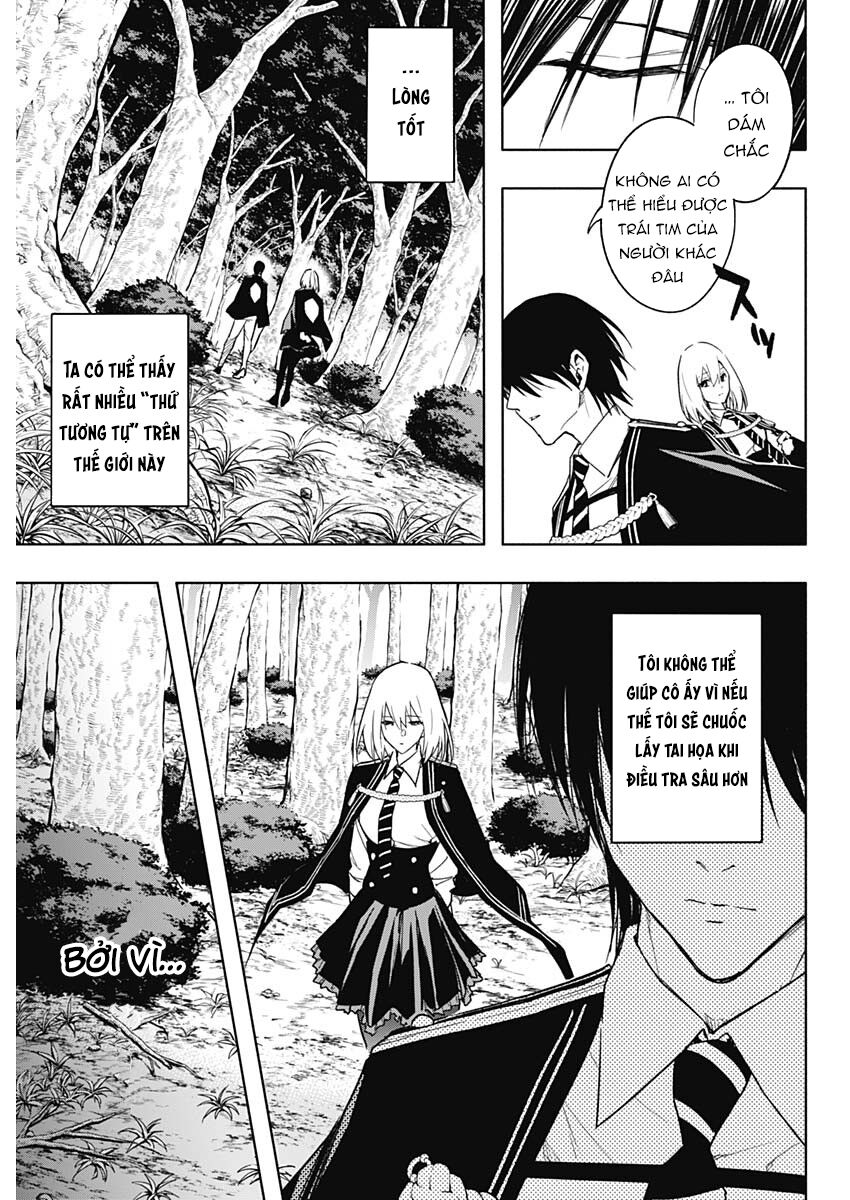 ... TÔI
DÁM
CHẮC
KHÔNG AI CÓ
THỂ HIỂU ĐƯỢC
TRÁI TIM CỦA
NGƯỜI KHÁC
ĐÂU
スッ
...
LÒNG
TỐT
TA CÓ THỂ THẤY
RẤT NHIỀU "THỨ
TƯƠNG TỰ" TRÊN
THẾ GIỚI NÀY
TÔI KHÔNG THỂ
GIÚP CÔ ẤY VÌ NẾU
THẾ TÔI SẼ CHUỐC
LẤY TAI HỌA KHI
ĐIỀU TRA SÂU HƠN
BỞI VÌ...